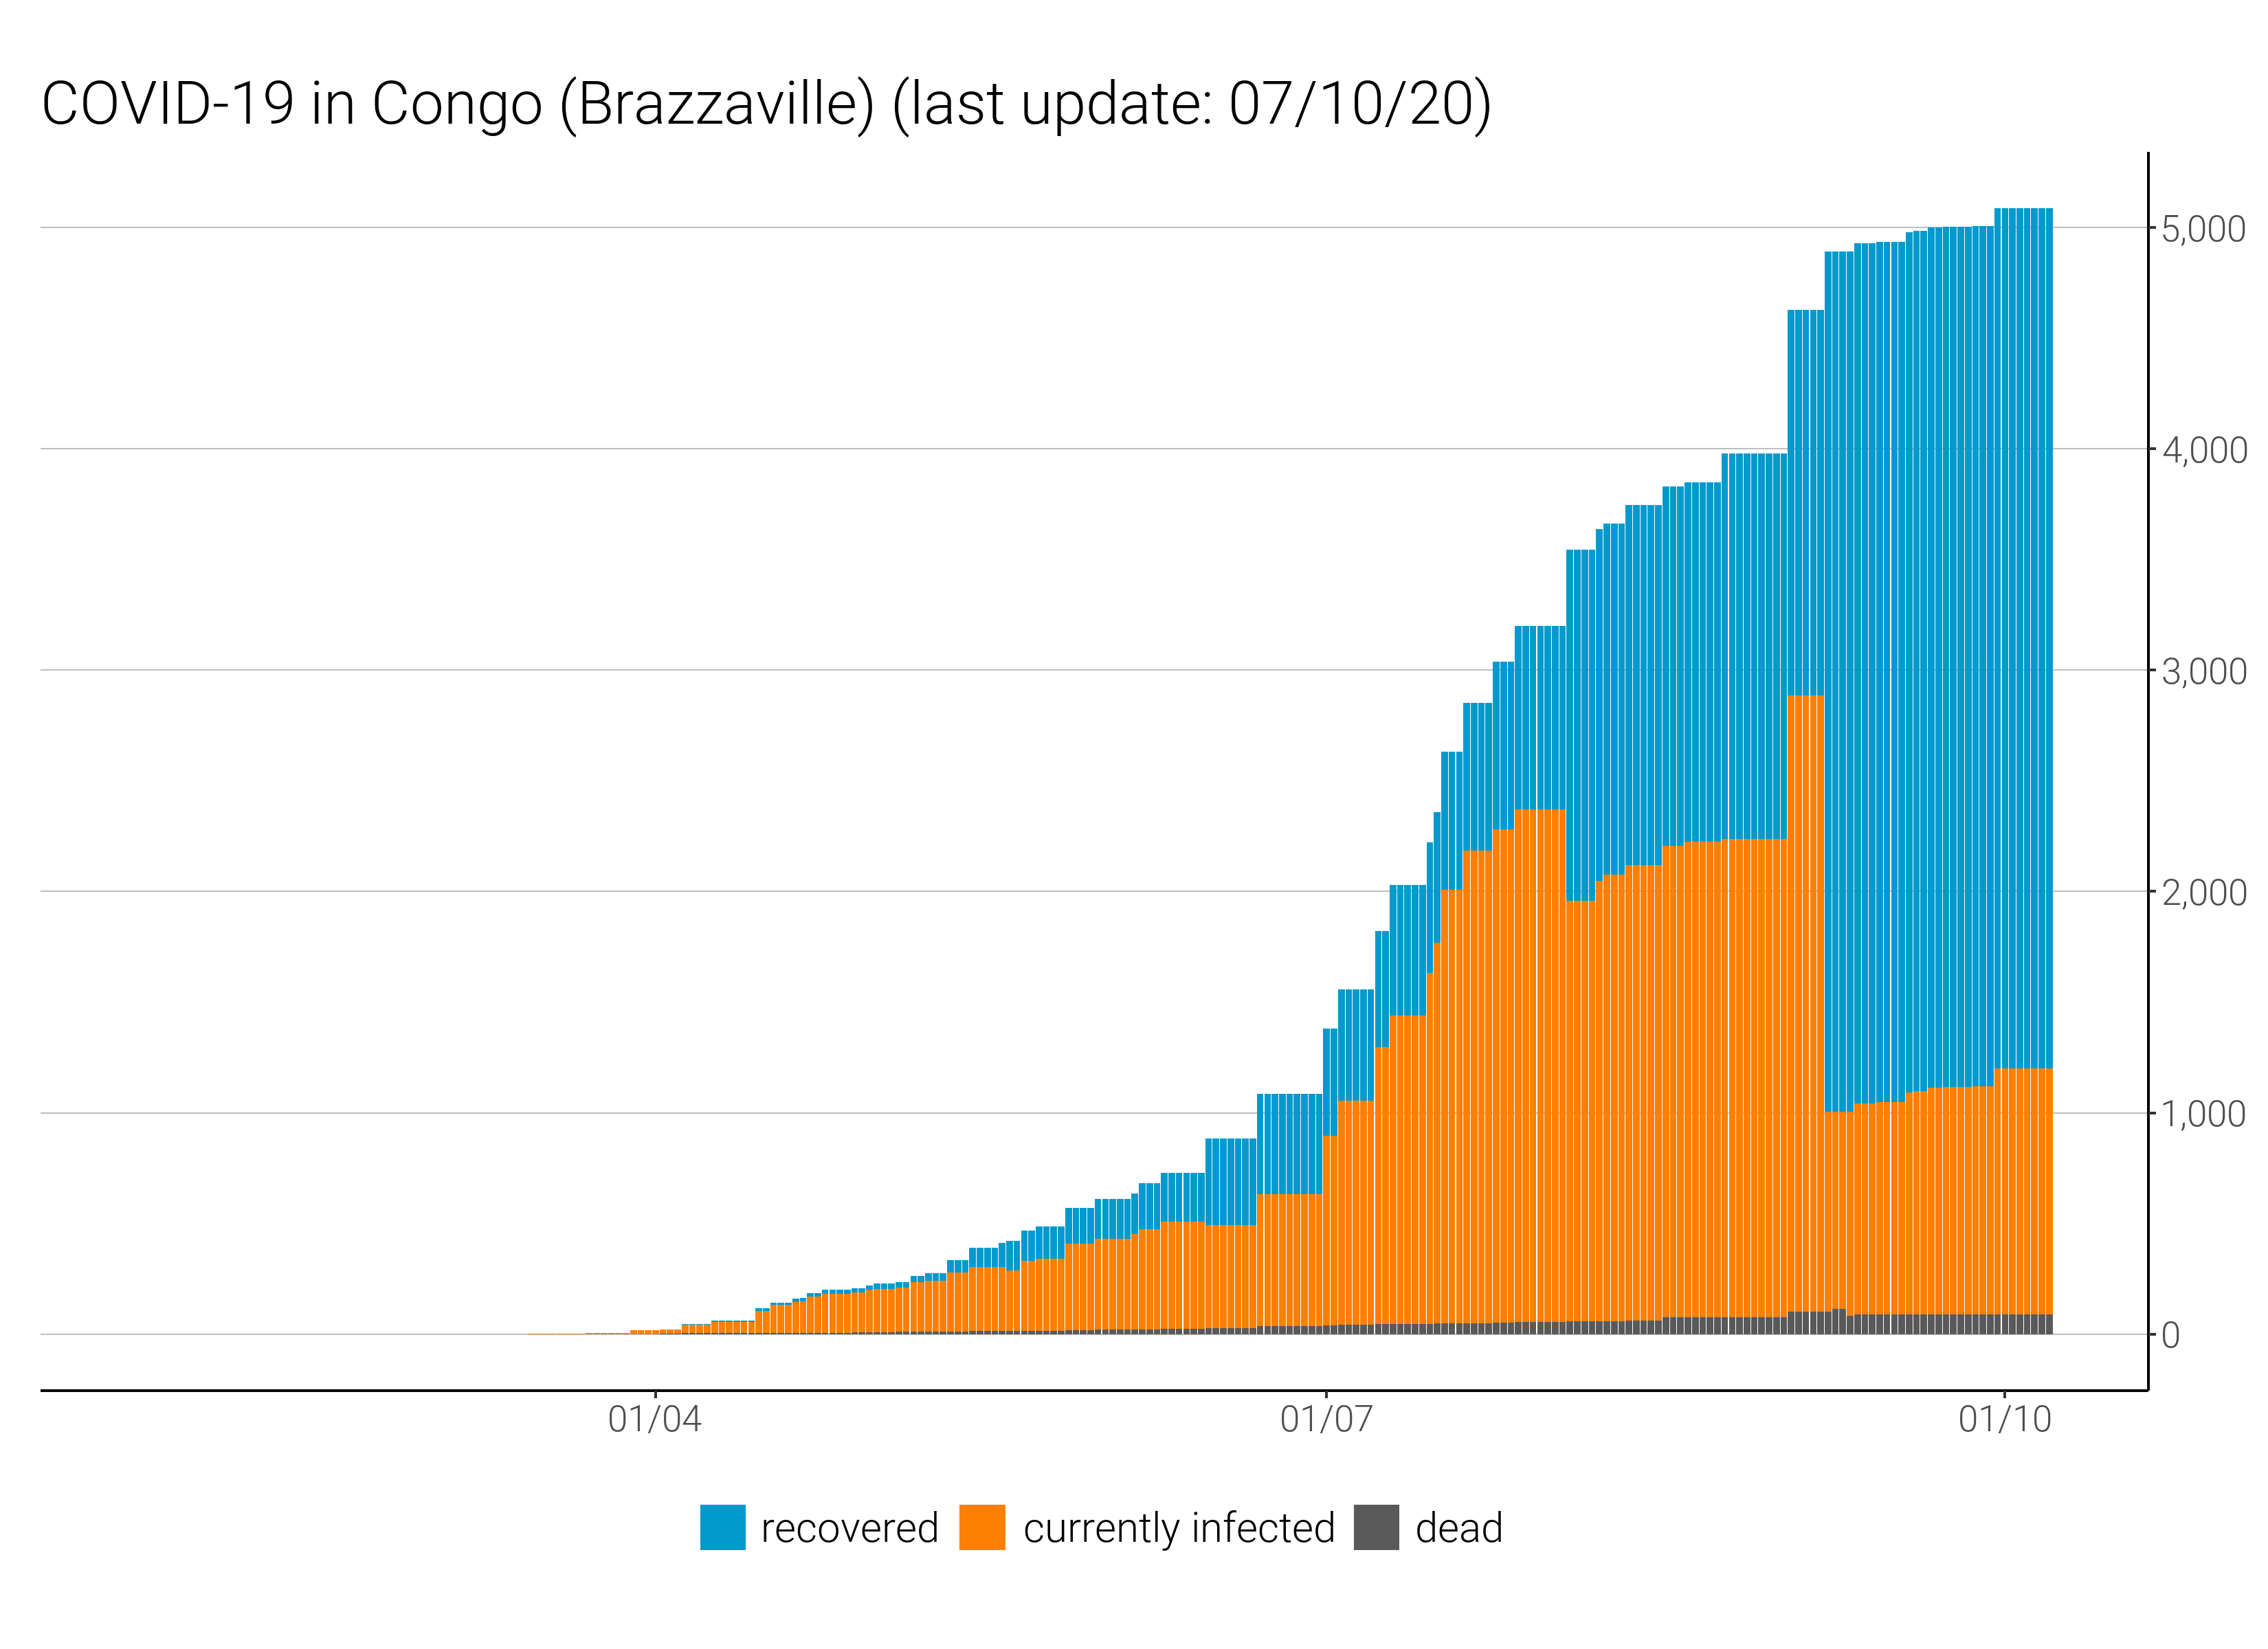 COVID-19 in Congo (Brazzaville) (last update: 07/10/20)
5,000
4,000
3,000
2,000
1,000
0
01/04 01/07 01/10
recovered currently infected dead